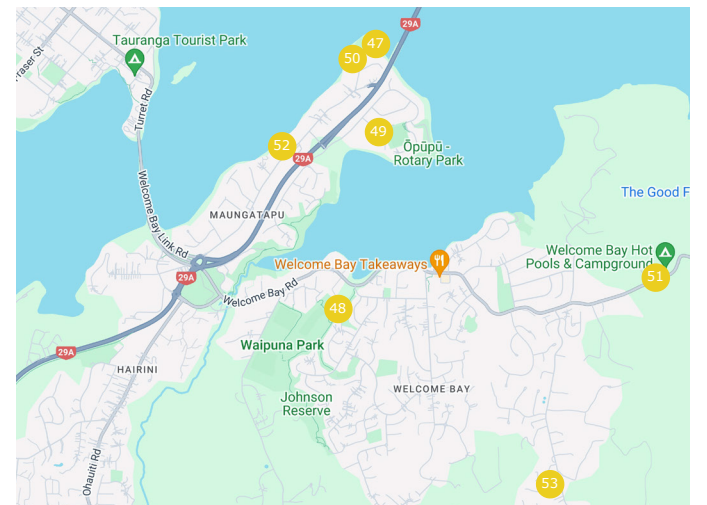 29A
Tauranga Tourist Park
47
50
Fraser St
Turret Rd
49
52
Ōpūpū -
Rotary Park
29A
Welcome Bay Link Rd
The Good F
MAUNGATAPU
Welcome Bay Hot
Pools & Campground
Welcome Bay Takeaways
29A
51
Welcome Bay Rd
48
Waipuna Park
29A
HAIRINI
WELCOME BAY
Johnson
Reserve
Ohauiti Rd
53